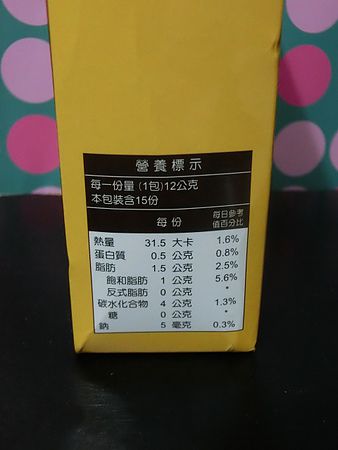 營養標示
每一份量 (1包)12公克
本包裝含15份
每份 每日參考值百分比
熱量 31.5 大卡 1.6%
蛋白質 0.5 公克 0.8%
脂肪 1.5 公克 2.5%
飽和脂肪 1 公克 5.6%
反式脂肪 0 公克 *
碳水化合物 4 公克 1.3%
糖 0 公克 *
鈉 5 毫克 0.3%